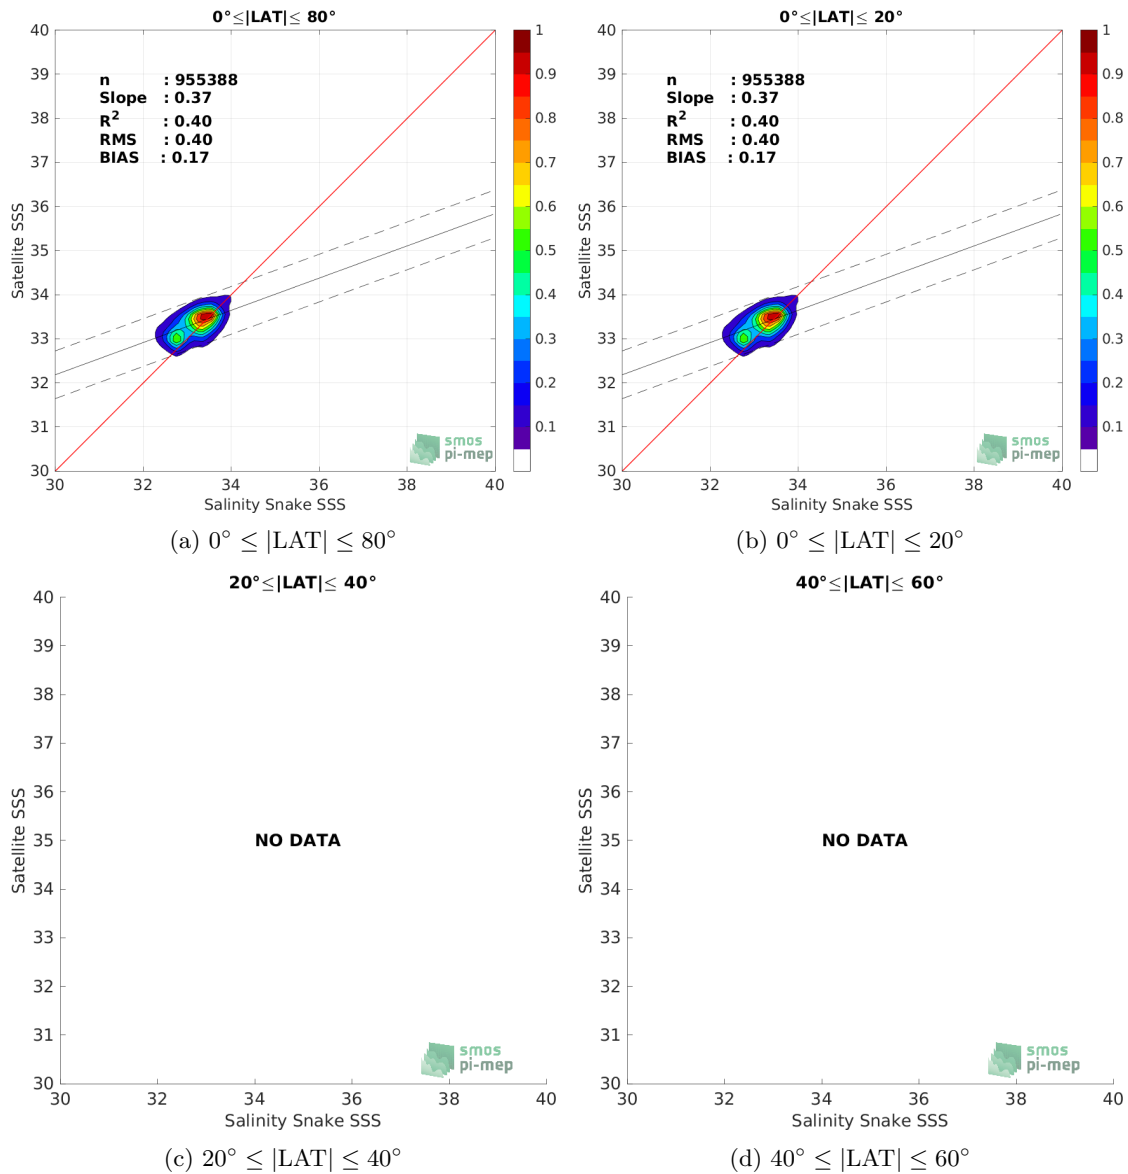 0°≤|LAT|≤ 80°
40
39
38
37
36
35
34
33
32
31
30
Satellite SSS
n : 955388
Slope : 0.37
R² : 0.40
RMS : 0.40
BIAS : 0.17
smos
pi-mep
30 32 34 36 38 40
Salinity Snake SSS
1
0.9
0.8
0.7
0.6
0.5
0.4
0.3
0.2
0.1
(a) 0° ≤ |LAT| ≤ 80°
0°≤|LAT|≤ 20°
40
39
38
37
36
35
34
33
32
31
30
Satellite SSS
n : 955388
Slope : 0.37
R² : 0.40
RMS : 0.40
BIAS : 0.17
smos
pi-mep
30 32 34 36 38 40
Salinity Snake SSS
1
0.9
0.8
0.7
0.6
0.5
0.4
0.3
0.2
0.1
(b) 0° ≤ |LAT| ≤ 20°
20°≤|LAT|≤ 40°
40
39
38
37
36
35
34
33
32
31
30
Satellite SSS
NO DATA
smos
pi-mep
30 32 34 36 38 40
Salinity Snake SSS
(c) 20° ≤ |LAT| ≤ 40°
40°≤|LAT|≤ 60°
40
39
38
37
36
35
34
33
32
31
30
Satellite SSS
NO DATA
smos
pi-mep
30 32 34 36 38 40
Salinity Snake SSS
(d) 40° ≤ |LAT| ≤ 60°